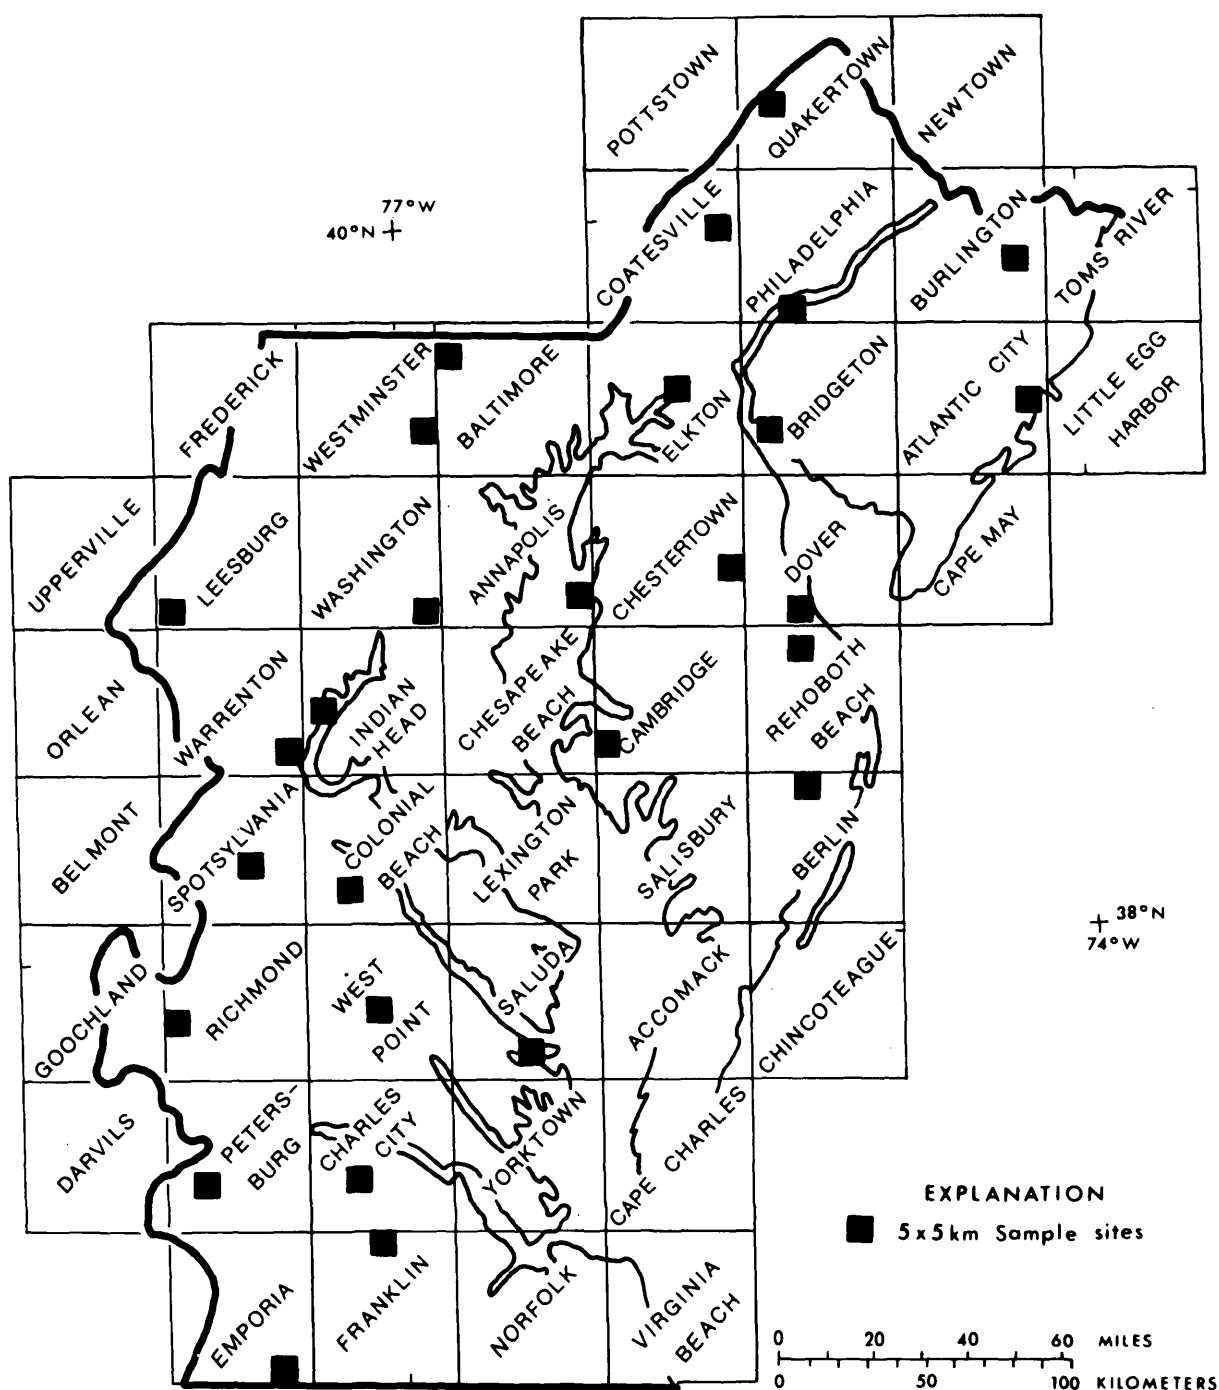 POTTSTOWN
QUAKERTOWN
NEWTOWN
77°W
40°N
COATESVILLE
PHILADELPHIA
BURLINGTON
TOMS RIVER
FREDERICK
WESTMINSTER
BALTIMORE
ELKTON
BRIDGETON
ATLANTIC CITY
LITTLE EGG
HARBOR
UPPERVILLE
LEESBURG
WASHINGTON
ANNAPOLIS
CHESTERTOWN
DOVER
CAPE MAY
ORLEAN
WARRENTON
INDIAN
HEAD
CHESAPEAKE
BEACH
CAMBRIDGE
REHOBOTH
BEACH
BELMONT
SPOTSYLVANIA
COLONIAL
BEACH
LEXINGTON
PARK
SALISBURY
BERLIN
38°N
74°W
GOOCHLAND
RICHMOND
WEST
POINT
SALUDA
ACCOMACK
CHINCOTEAGUE
DARVILS
PETERS-
BURG
CHARLES
CITY
YORKTOWN
CAPE CHARLES
EMPORIA
FRANKLIN
NORFOLK
VIRGINIA
BEACH
EXPLANATION
5x5km Sample sites
0 20 40 60 MILES
0 50 100 KILOMETERS